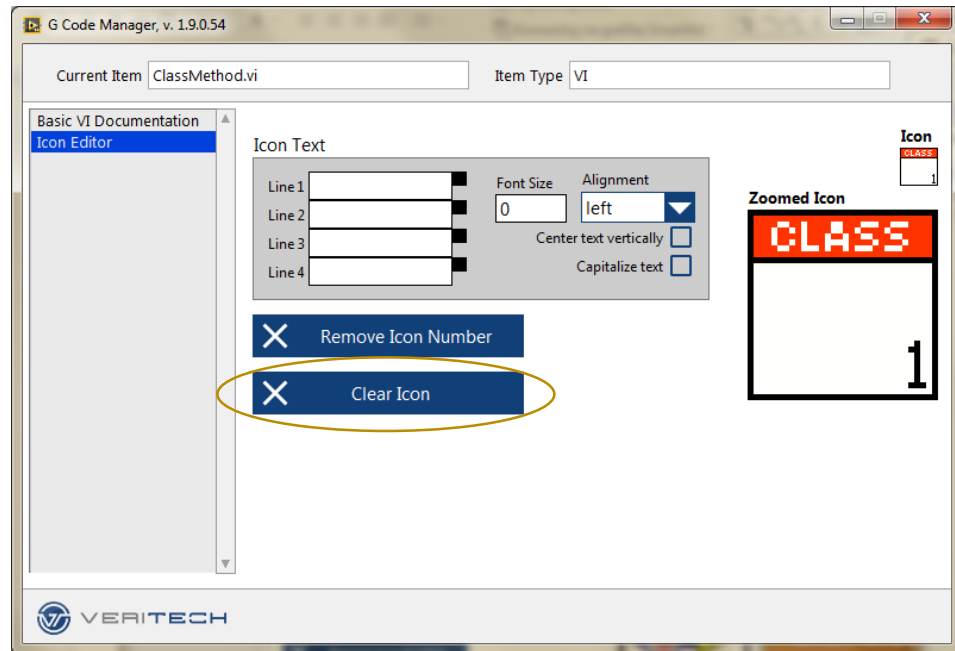 G Code Manager, v. 1.9.0.54
Current Item ClassMethod.vi Item Type VI
Basic VI Documentation
Icon Editor
Icon Text
Line 1
Line 2
Line 3
Line 4
Font Size Alignment
0 left
Center text vertically
Capitalize text
Remove Icon Number
Clear Icon
Icon
CLASS
1
Zoomed Icon
CLASS
1
VERITECH